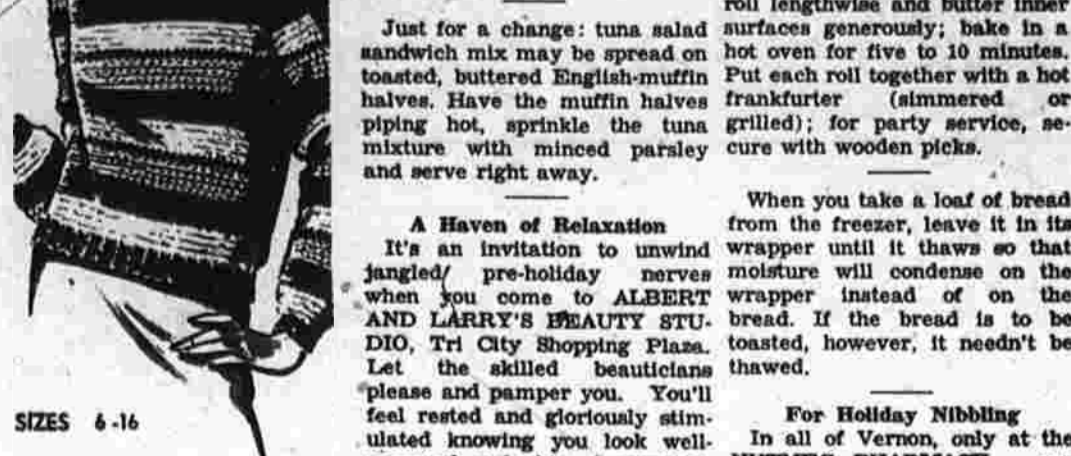 SIZES 6-16
Just for a change: tuna salad
sandwich mix may be spread on
toasted, buttered English-muffin
halves. Have the muffin halves
piping hot, sprinkle the tuna
mixture with minced parsley
and serve right away.
A Haven of Relaxation
It's an invitation to unwind
jangled pre-holiday nerves
when you come to ALBERT
AND LARRY'S BEAUTY STU-
DIO, Tri City Shopping Plaza.
Let the skilled beauticians
please and pamper you. You'll
feel rested and gloriously stim-
ulated knowing you look well-
roll lengthwise and butter inner
surfaces generously; bake in a
hot oven for five to 10 minutes.
Put each roll together with a hot
frankfurter (simmered or
grilled); for party service, se-
cure with wooden picks.
When you take a loaf of bread
from the freezer, leave it in its
wrapper until it thaws so that
moisture will condense on the
wrapper instead of on the
bread. If the bread is to be
toasted, however, it needn't be
thawed.
For Holiday Nibbling
In all of Vernon, only at the